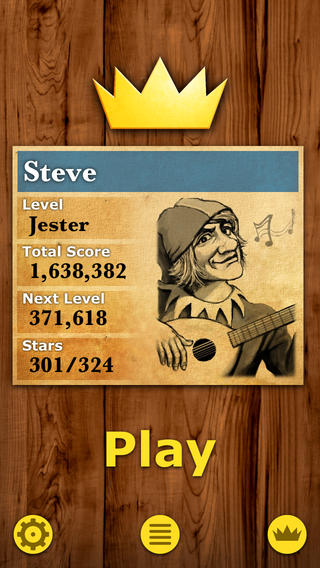 Steve
Level
Jester
Total Score
1,638,382
Next Level
371,618
Stars
301/324
Play